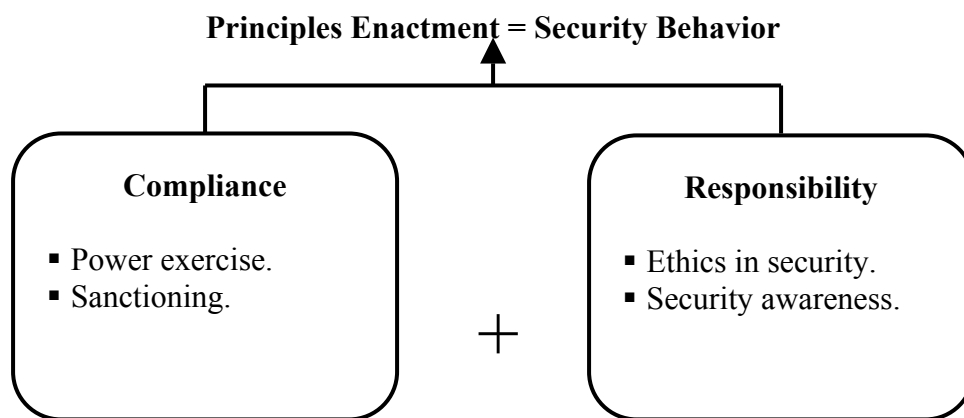 Principles Enactment = Security Behavior
Compliance
▪ Power exercise.
▪ Sanctioning.
+
Responsibility
▪ Ethics in security.
▪ Security awareness.